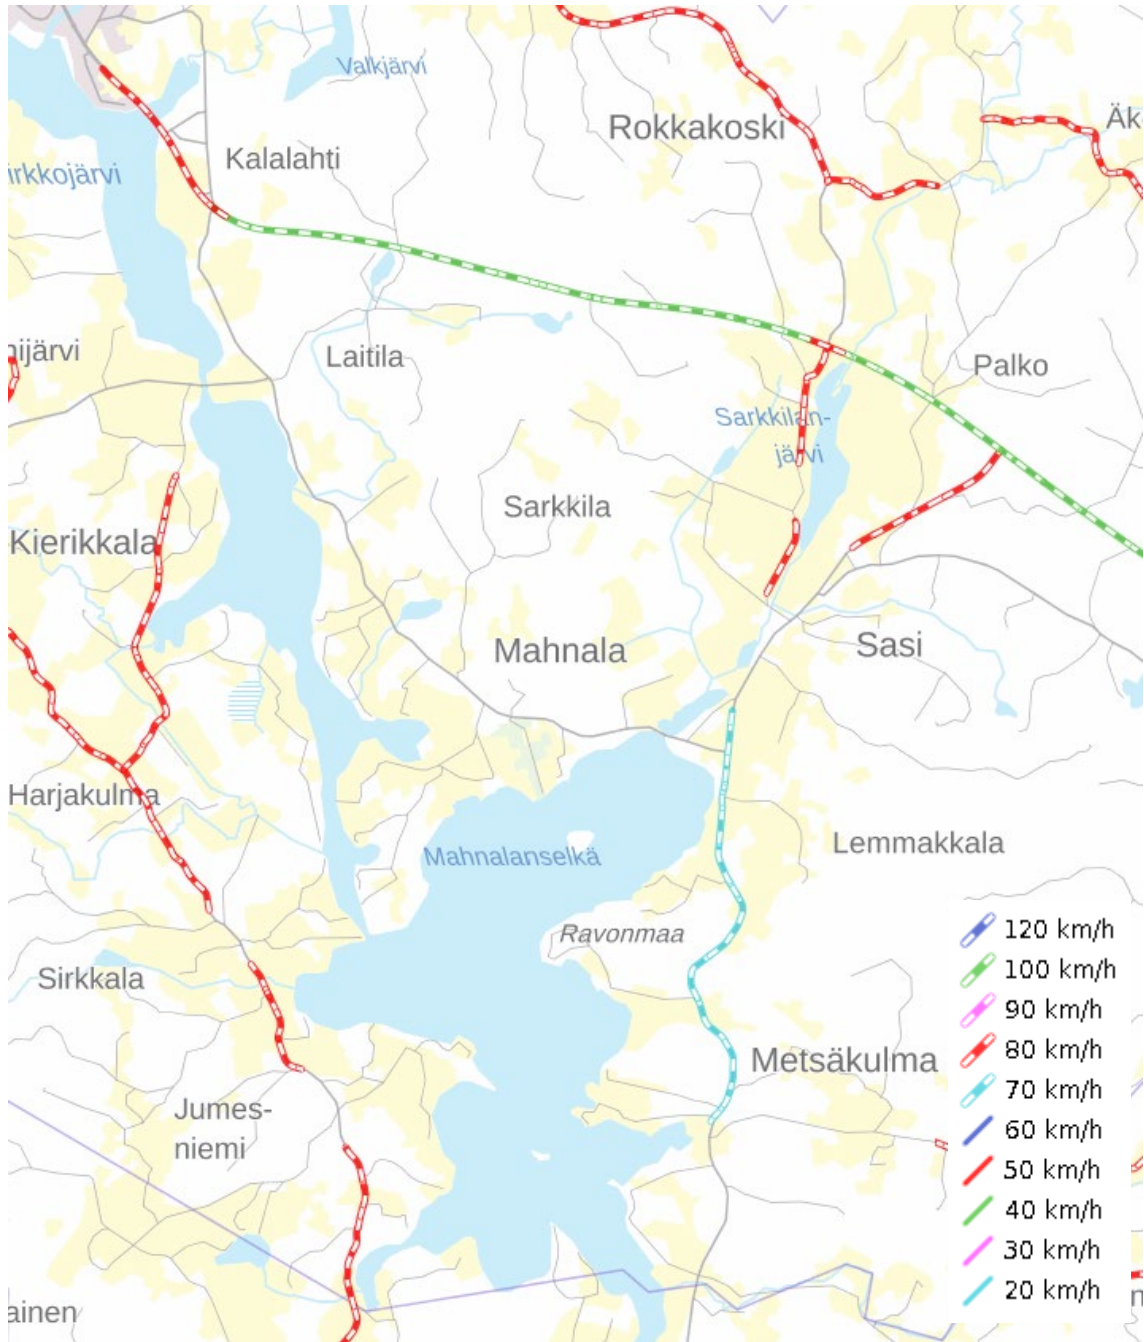 Valkjärvi
Rokkakoski
Äk-
Kalalahti
irkkojärvi
nijärvi
Laitila
Palko
Sarkkilan-
järvi
Sarkkila
Kierikkala
Mahnala
Sasi
Harjakulma
Mahnalanselkä
Lemmakkala
Ravonmaa
Sirkkala
Metsäkulma
Jumes-
niemi
ainen
120 km/h
100 km/h
90 km/h
80 km/h
70 km/h
60 km/h
50 km/h
40 km/h
30 km/h
20 km/h